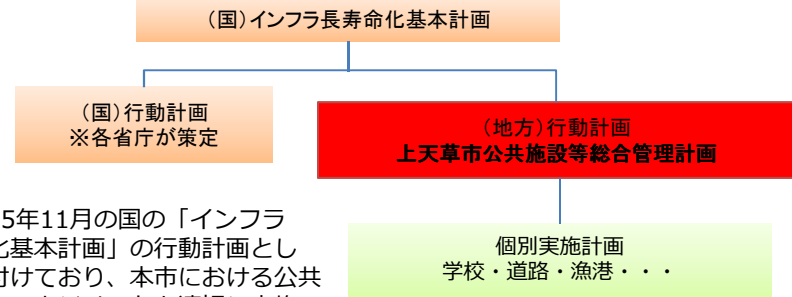 （国）インフラ長寿命化基本計画
（国）行動計画
※各省庁が策定
（地方）行動計画
上天草市公共施設等総合管理計画
5年11月の国の「インフラ
化基本計画」の行動計画とし
付けており、本市における公共
個別実施計画
学校・道路・漁港・・・